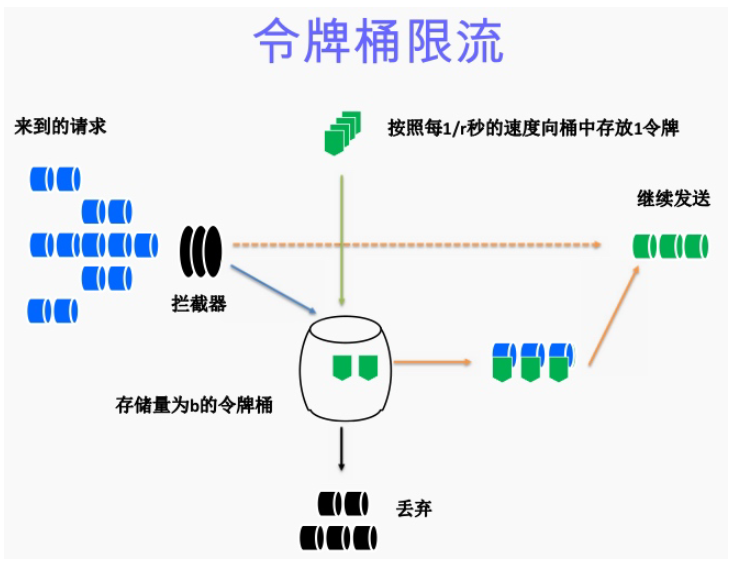 令牌桶限流
来到的请求
按照每1/r秒的速度向桶中存放1令牌
继续发送
拦截器
存储量为b的令牌桶
丢弃